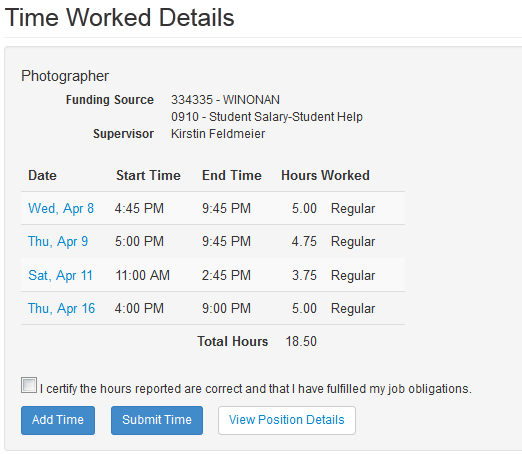 Time Worked Details
Photographer
Funding Source 334335 - WINONAN
0910 - Student Salary-Student Help
Supervisor Kirstin Feldmeier
Date Start Time End Time Hours Worked
Wed, Apr 8 4:45 PM 9:45 PM 5.00 Regular
Thu, Apr 9 5:00 PM 9:45 PM 4.75 Regular
Sat, Apr 11 11:00 AM 2:45 PM 3.75 Regular
Thu, Apr 16 4:00 PM 9:00 PM 5.00 Regular
Total Hours 18.50
I certify the hours reported are correct and that I have fulfilled my job obligations.
Add Time Submit Time View Position Details